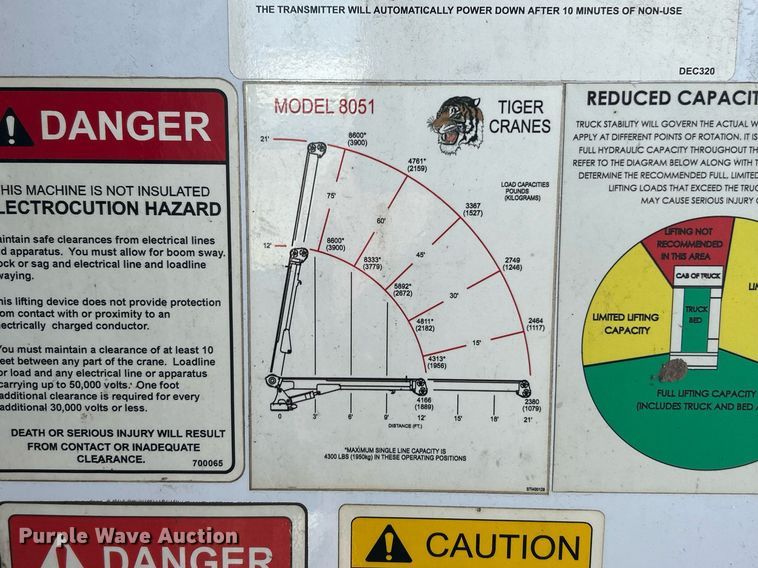 THE TRANSMITTER WILL AUTOMATICALLY POWER DOWN AFTER 10 MINUTES OF NON-USE
DEC320
DANGER
HIS MACHINE IS NOT INSULATED
LECTROCUTION HAZARD
aintain safe clearances from electrical lines
d apparatus. You must allow for boom sway,
ock or sag and electrical line and loadline
waying.
his lifting device does not provide protection
om contact with or proximity to an
ectrically charged conductor.
You must maintain a clearance of at least 10
eet between any part of the crane. Loadline
or load and any electrical line or apparatus
carrying up to 50,000 volts. One foot
additional clearance is required for every
additional 30,000 volts or less.
DEATH OR SERIOUS INJURY WILL RESULT
FROM CONTACT OR INADEQUATE
CLEARANCE.
700065
MODEL 8051
TIGER
CRANES
LOAD CAPACITIES
POUNDS
(KILOGRAMS)
21'
8600*
(3900)
4761*
(2159)
75'
60'
3367
(1527)
12'
8600*
(3900)
8333*
(3779)
45'
2749
(1246)
5892*
(2672)
30'
4811*
(2182)
2464
(1117)
15'
4313*
(1956)
4166
(1889)
2380
(1079)
0
3'
6'
9'
12'
15'
18'
21'
DISTANCE (FT.)
*MAXIMUM SINGLE LINE CAPACITY IS
4300 LBS (1950kg) IN THESE OPERATING POSITIONS
REDUCED CAPACIT
TRUCK STABILITY WILL GOVERN THE ACTUAL W
APPLY AT DIFFERENT POINTS OF ROTATION. IT IS
FULL HYDRAULIC CAPACITY THROUGHOUT TH
REFER TO THE DIAGRAM BELOW ALONG WITH T
DETERMINE THE RECOMMENDED FULL, LIMITED
LIFTING LOADS THAT EXCEED THE TRUC
MAY CAUSE SERIOUS INJURY O
LIFTING NOT
RECOMMENDED
IN THIS AREA
CAB OF TRUCK
LIMITED LIFTING
CAPACITY
TRUCK
BED
LIM
FULL LIFTING CAPACITY
(INCLUDES TRUCK AND BED A
Purple Wave Auction
DANGER
CAUTION